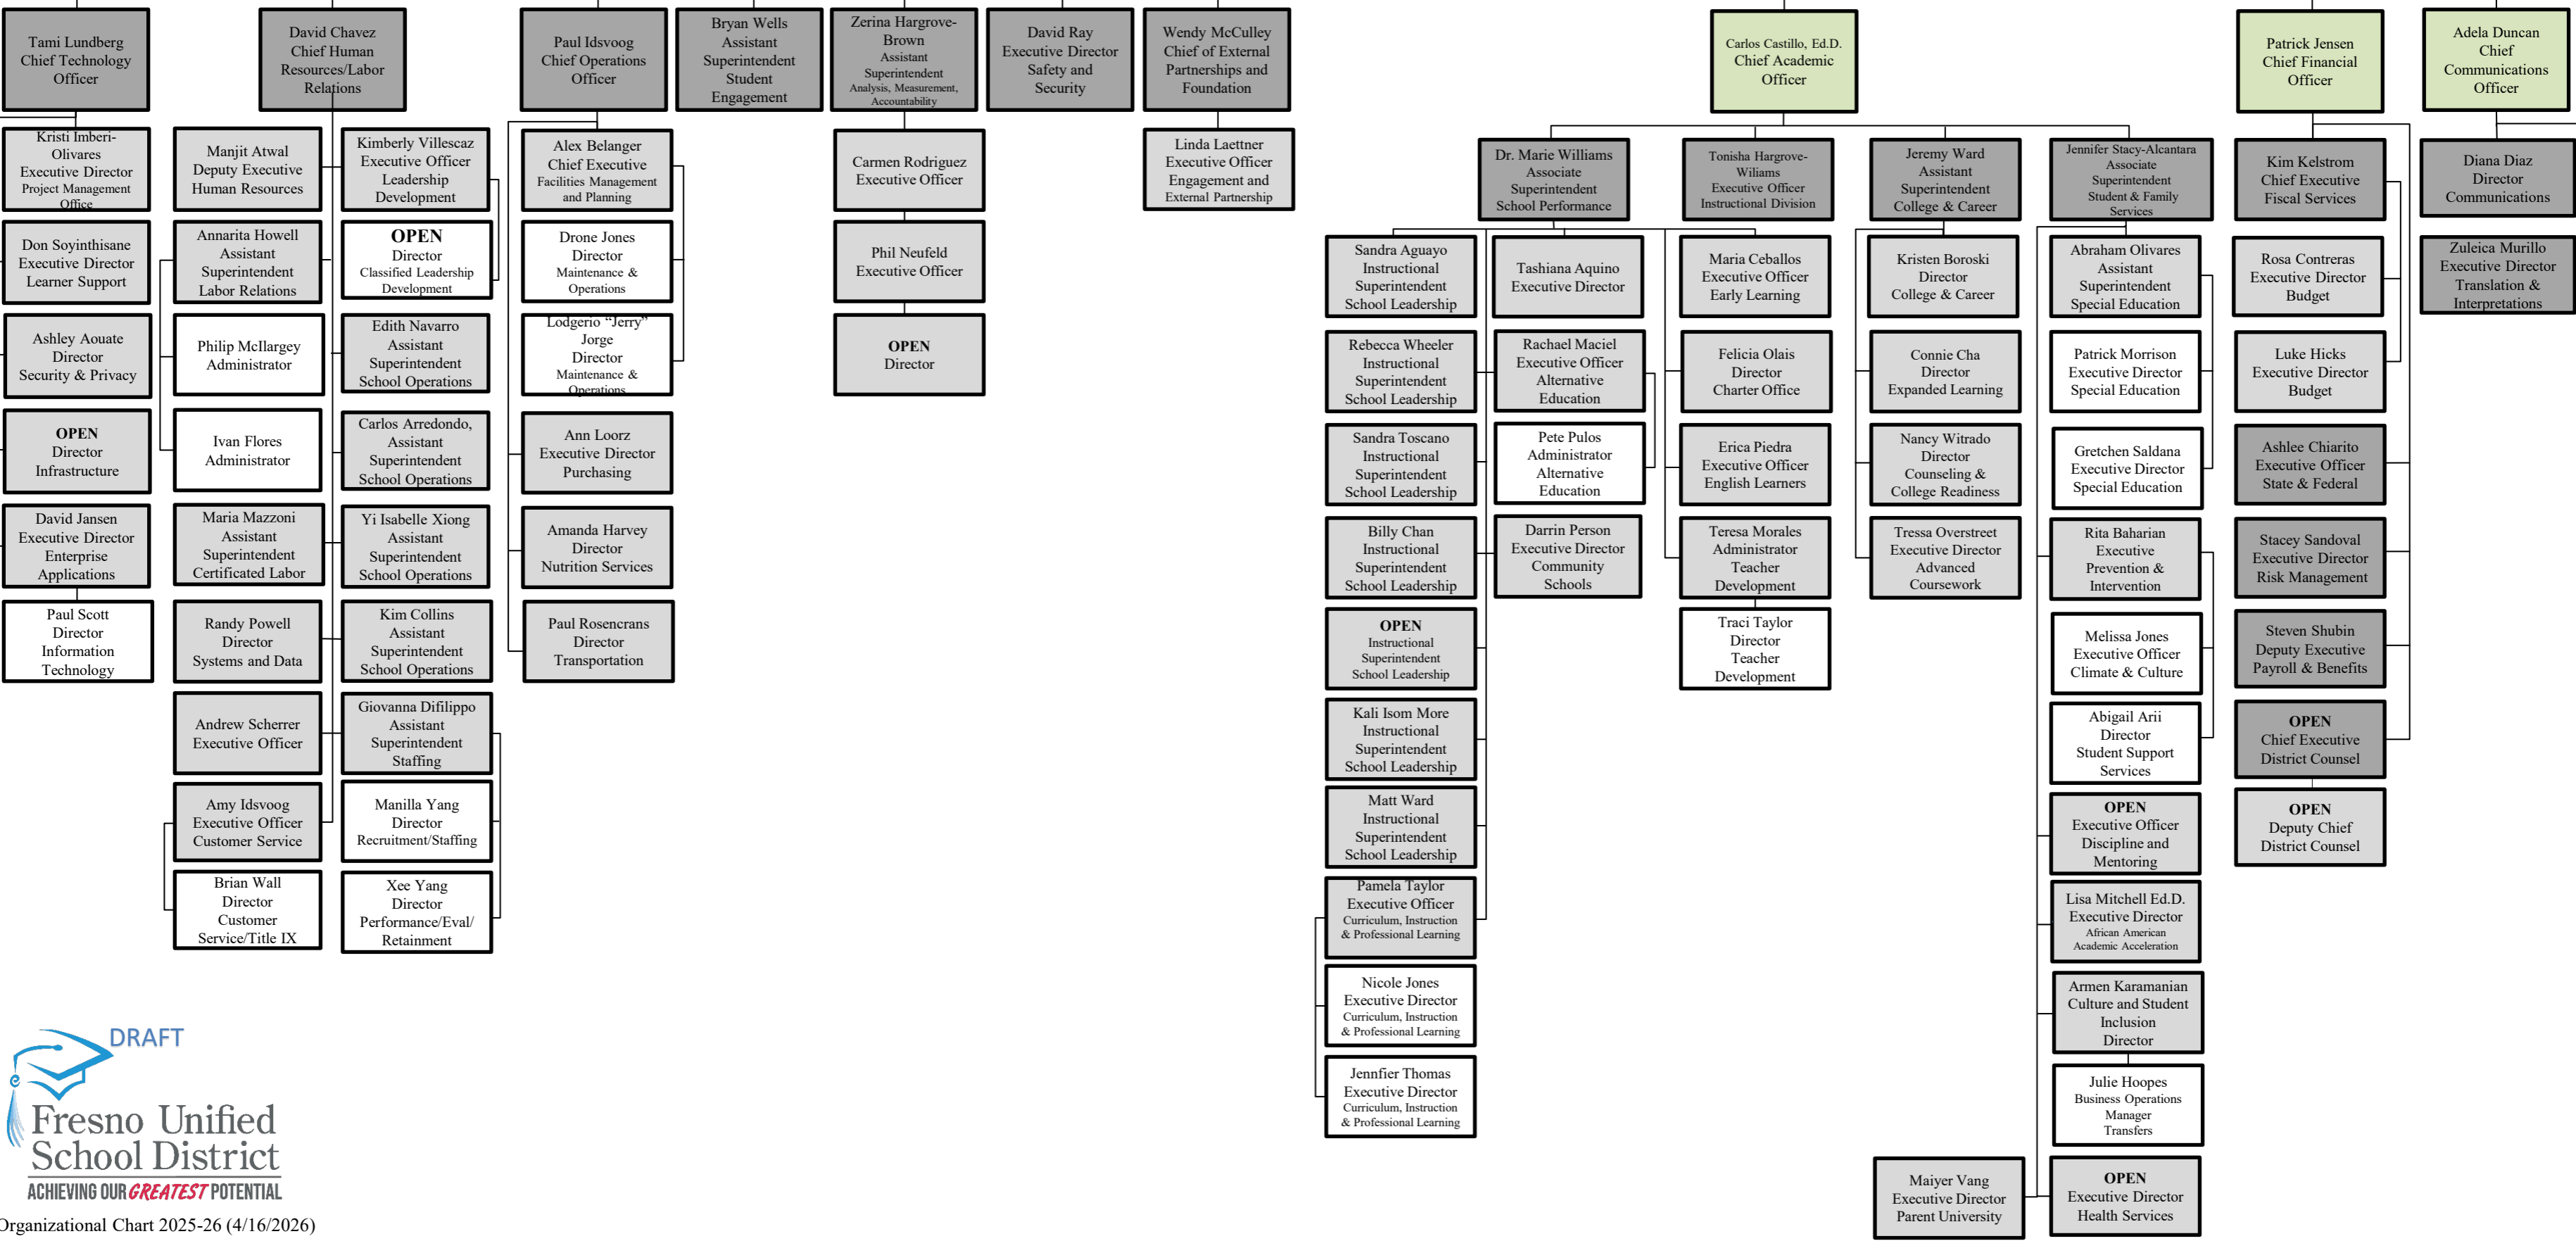 Tami Lundberg
Chief Technology
Officer
David Chavez
Chief Human
Resources/Labor
Relations
Paul Idsvoog
Chief Operations
Officer
Bryan Wells
Assistant
Superintendent
Student
Engagement
Zerina Hargrove-
Brown
Assistant
Superintendent
Analysis, Measurement,
Accountability
David Ray
Executive Director
Safety and
Security
Wendy McCulley
Chief of External
Partnerships and
Foundation
Carlos Castillo, Ed.D.
Chief Academic
Officer
Patrick Jensen
Chief Financial
Officer
Adela Duncan
Chief
Communications
Officer
Kristi Imberi-
Olivares
Executive Director
Project Management
Office
Don Soyinthisane
Executive Director
Learner Support
Ashley Aouate
Director
Security & Privacy
OPEN
Director
Infrastructure
David Jansen
Executive Director
Enterprise
Applications
Paul Scott
Director
Information
Technology
Manjit Atwal
Deputy Executive
Human Resources
Annarita Howell
Assistant
Superintendent
Labor Relations
Philip McIlargey
Administrator
Ivan Flores
Administrator
Maria Mazzoni
Assistant
Superintendent
Certificated Labor
Randy Powell
Director
Systems and Data
Andrew Scherrer
Executive Officer
Amy Idsvoog
Executive Officer
Customer Service
Brian Wall
Director
Customer
Service/Title IX
Kimberly Villescaz
Executive Officer
Leadership
Development
OPEN
Director
Classified Leadership
Development
Edith Navarro
Assistant
Superintendent
School Operations
Carlos Arredondo,
Assistant
Superintendent
School Operations
Yi Isabelle Xiong
Assistant
Superintendent
School Operations
Kim Collins
Assistant
Superintendent
School Operations
Giovanna Difilippo
Assistant
Superintendent
Staffing
Manilla Yang
Director
Recruitment/Staffing
Xee Yang
Director
Performance/Eval/
Retainment
Alex Belanger
Chief Executive
Facilities Management
and Planning
Drone Jones
Director
Maintenance &
Operations
Lodgerio “Jerry”
Jorge
Director
Maintenance &
Operations
Ann Loorz
Executive Director
Purchasing
Amanda Harvey
Director
Nutrition Services
Paul Rosencrans
Director
Transportation
Carmen Rodriguez
Executive Officer
Phil Neufeld
Executive Officer
OPEN
Director
Linda Laettner
Executive Officer
Engagement and
External Partnership
Dr. Marie Williams
Associate
Superintendent
School Performance
Tonisha Hargrove-
Wiliams
Executive Officer
Instructional Division
Jeremy Ward
Assistant
Superintendent
College & Career
Jennifer Stacy-Alcantara
Associate
Superintendent
Student & Family
Services
Sandra Aguayo
Instructional
Superintendent
School Leadership
Rebecca Wheeler
Instructional
Superintendent
School Leadership
Sandra Toscano
Instructional
Superintendent
School Leadership
Billy Chan
Instructional
Superintendent
School Leadership
OPEN
Instructional
Superintendent
School Leadership
Kali Isom More
Instructional
Superintendent
School Leadership
Matt Ward
Instructional
Superintendent
School Leadership
Pamela Taylor
Executive Officer
Curriculum, Instruction
& Professional Learning
Nicole Jones
Executive Director
Curriculum, Instruction
& Professional Learning
Jennfier Thomas
Executive Director
Curriculum, Instruction
& Professional Learning
Tashiana Aquino
Executive Director
Rachael Maciel
Executive Officer
Alternative
Education
Pete Pulos
Administrator
Alternative
Education
Darrin Person
Executive Director
Community
Schools
Maria Ceballos
Executive Officer
Early Learning
Felicia Olais
Director
Charter Office
Erica Piedra
Executive Officer
English Learners
Teresa Morales
Administrator
Teacher
Development
Traci Taylor
Director
Teacher
Development
Kristen Boroski
Director
College & Career
Connie Cha
Director
Expanded Learning
Nancy Witrado
Director
Counseling &
College Readiness
Tressa Overstreet
Executive Director
Advanced
Coursework
Abraham Olivares
Assistant
Superintendent
Special Education
Patrick Morrison
Executive Director
Special Education
Gretchen Saldana
Executive Director
Special Education
Rita Baharian
Executive
Prevention &
Intervention
Melissa Jones
Executive Officer
Climate & Culture
Abigail Arii
Director
Student Support
Services
OPEN
Executive Officer
Discipline and
Mentoring
Lisa Mitchell Ed.D.
Executive Director
African American
Academic Acceleration
Armen Karamanian
Culture and Student
Inclusion
Director
Julie Hoopes
Business Operations
Manager
Transfers
Maiyer Vang
Executive Director
Parent University
OPEN
Executive Director
Health Services
Kim Kelstrom
Chief Executive
Fiscal Services
Rosa Contreras
Executive Director
Budget
Luke Hicks
Executive Director
Budget
Ashlee Chiarito
Executive Officer
State & Federal
Stacey Sandoval
Executive Director
Risk Management
Steven Shubin
Deputy Executive
Payroll & Benefits
OPEN
Chief Executive
District Counsel
OPEN
Deputy Chief
District Counsel
Diana Diaz
Director
Communications
Zuleica Murillo
Executive Director
Translation &
Interpretations
DRAFT
Fresno Unified
School District
ACHIEVING OUR GREATEST POTENTIAL
Organizational Chart 2025-26 (4/16/2026)